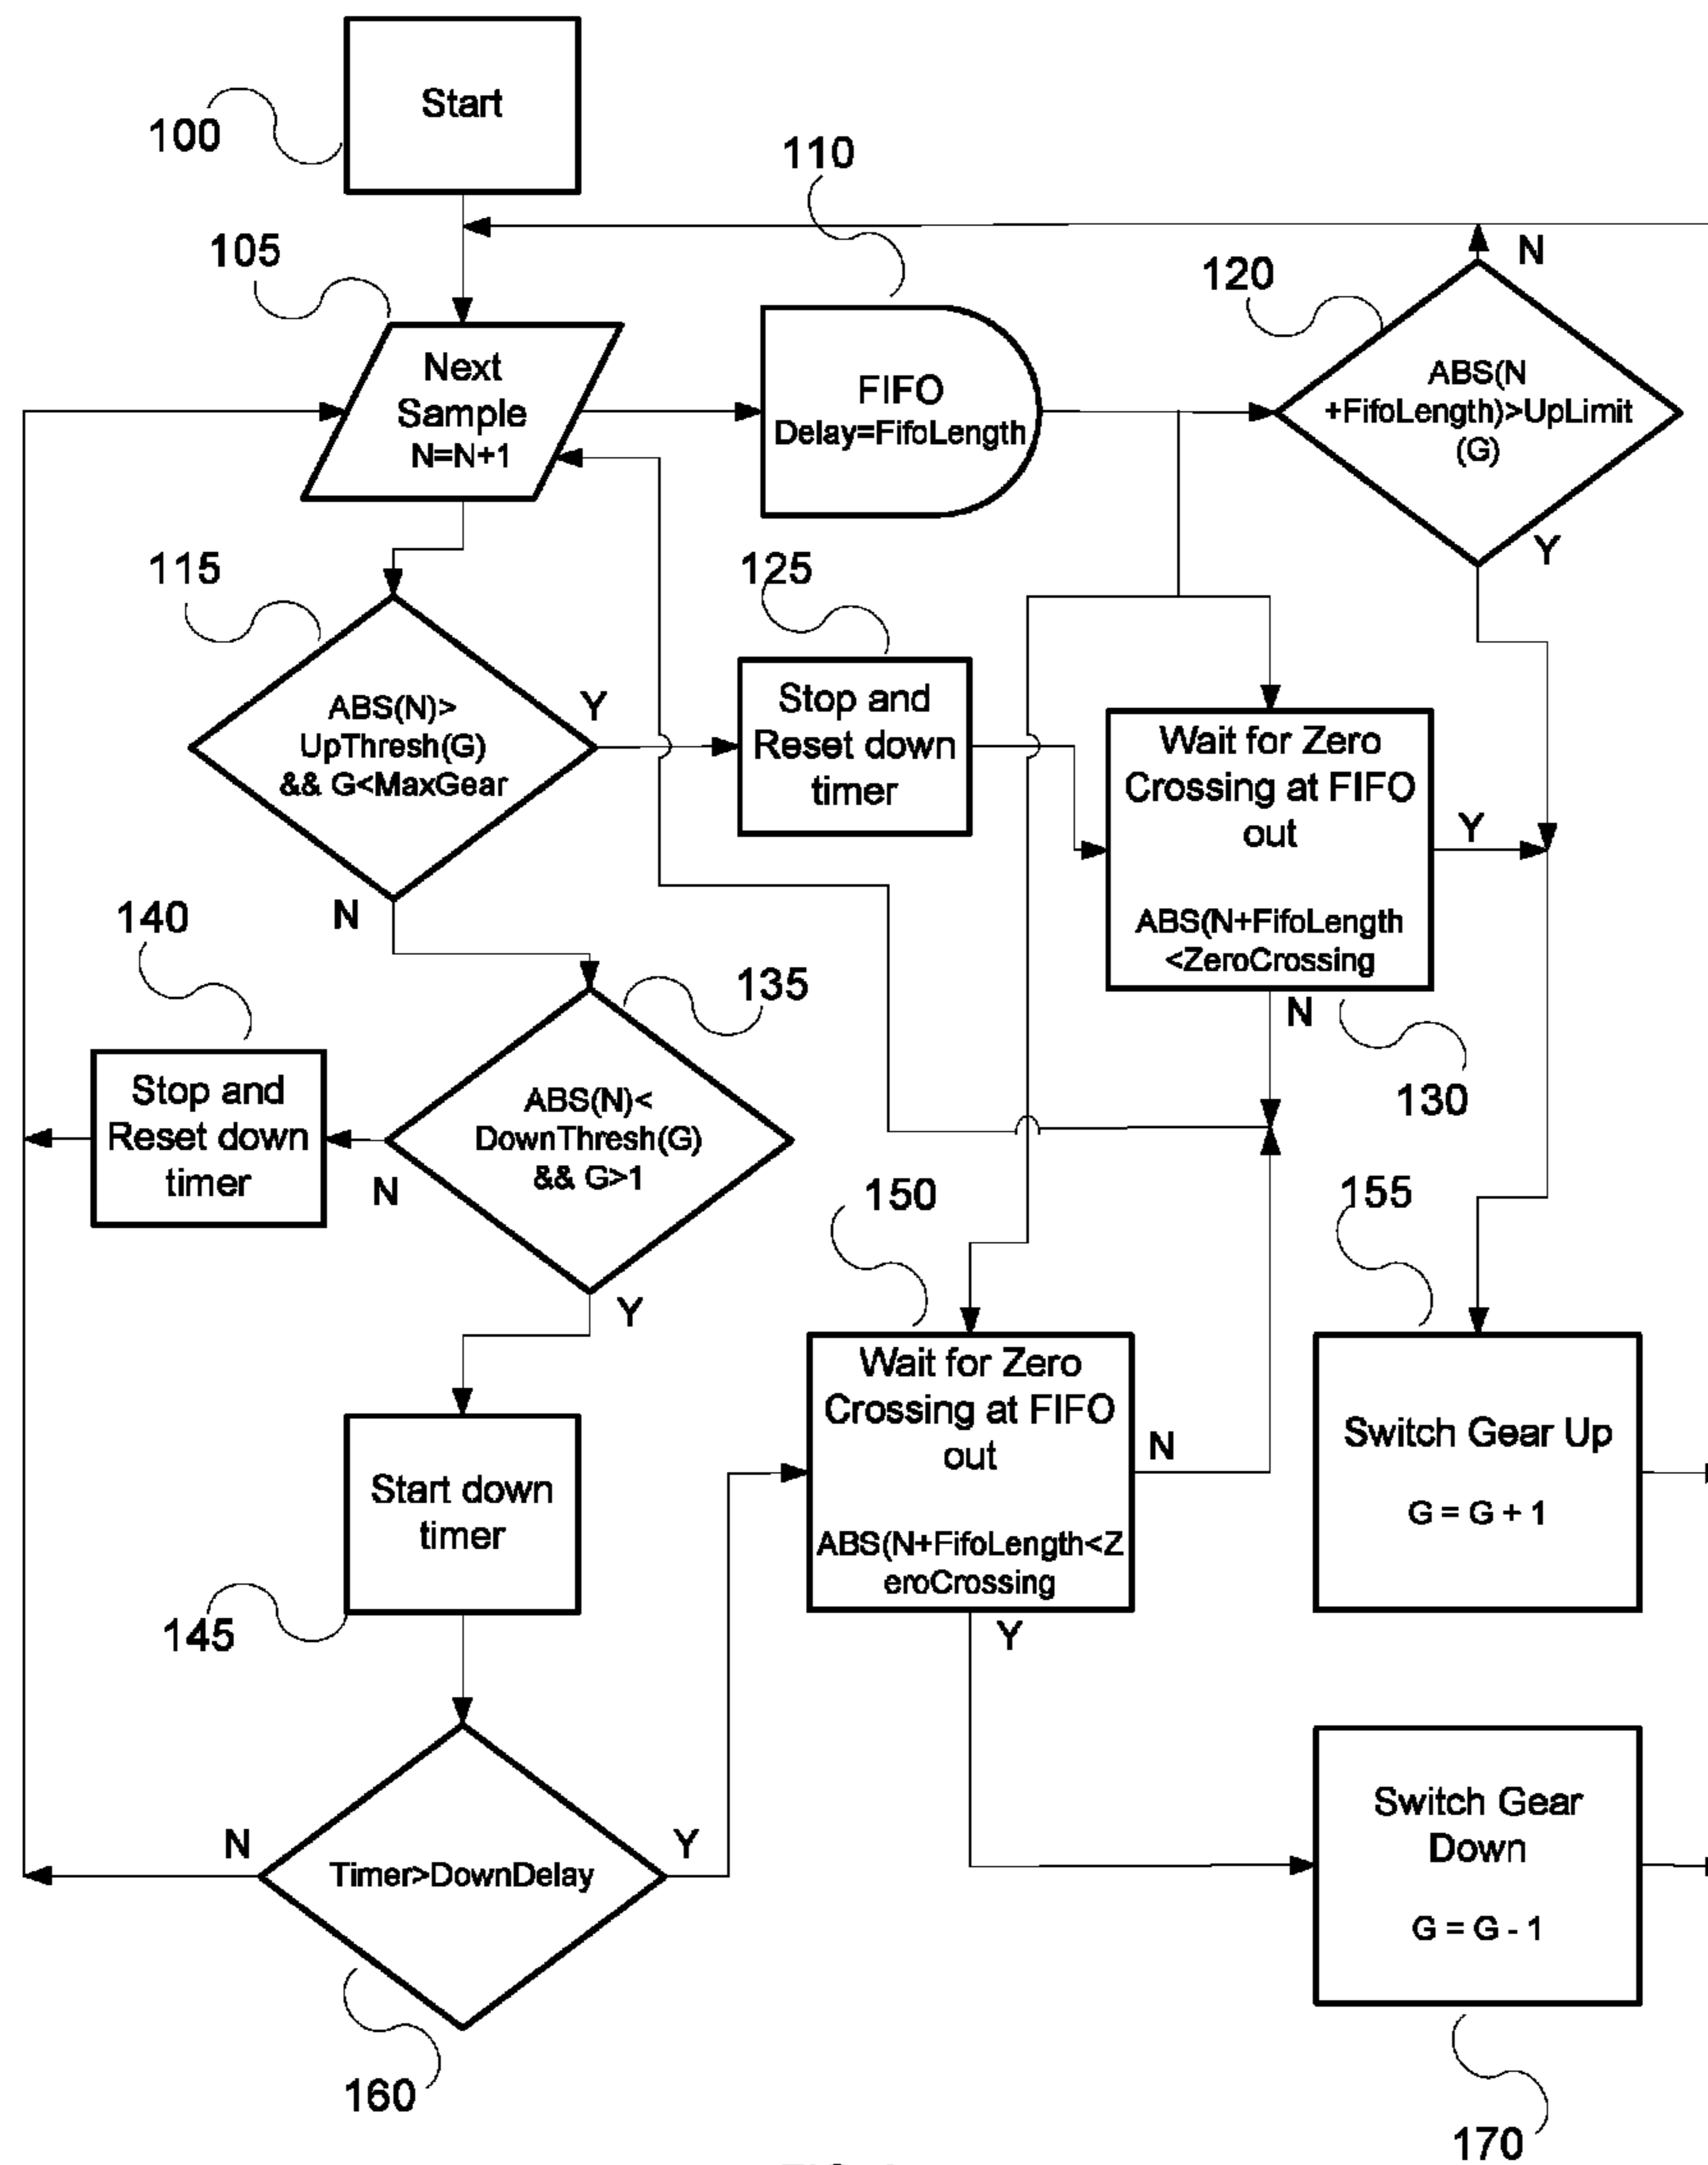 Start
100
110
105
120
N
Next
Sample
N=N+1
FIFO
Delay=FifoLength
ABS(N
+FifoLength)>UpLimit
(G)
Y
115
125
ABS(N)>
UpThresh(G)
&& G<MaxGear
Y
N
Stop and
Reset down
timer
Wait for Zero
Crossing at FIFO
out
ABS(N+FifoLength
<ZeroCrossing
Y
N
130
140
135
Stop and
Reset down
timer
ABS(N)<
DownThresh(G)
&& G>1
N
Y
150
155
Start down
timer
145
Wait for Zero
Crossing at FIFO
out
ABS(N+FifoLength<Z
eroCrossing
N
Y
Switch Gear Up
G = G + 1
Timer>DownDelay
N
Y
160
Switch Gear
Down
G = G - 1
170